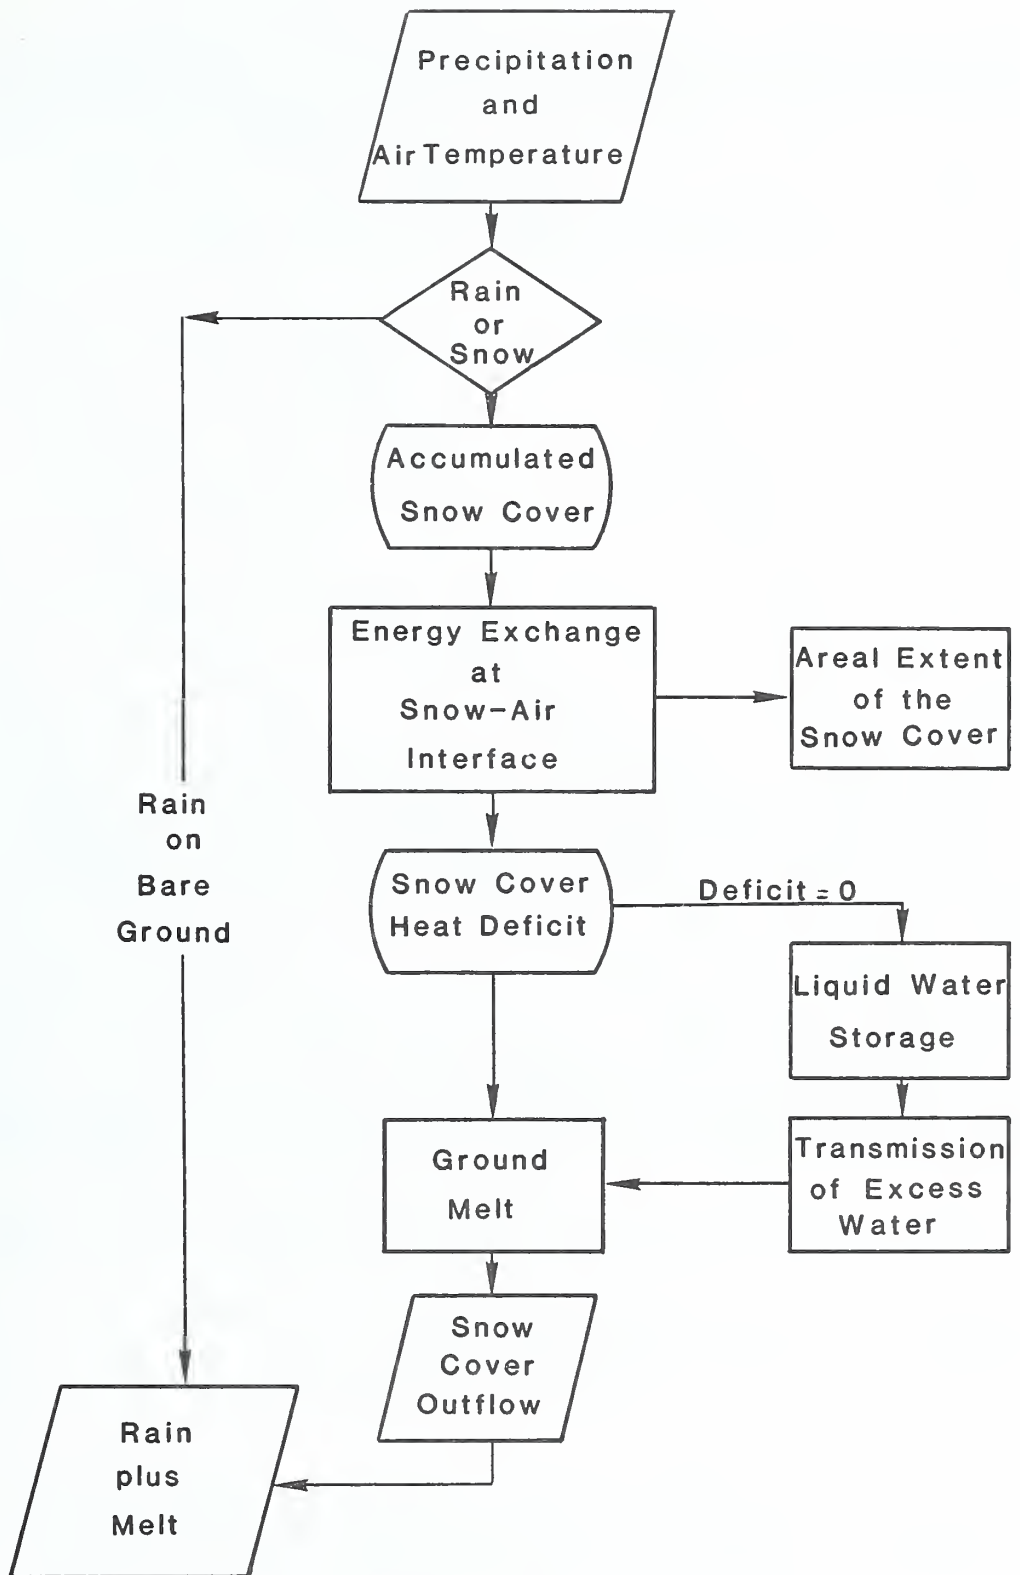 Precipitation
and
Air Temperature
Rain
or
Snow
Accumulated
Snow Cover
Energy Exchange
at
Snow-Air
Interface
Areal Extent
of the
Snow Cover
Rain
on
Bare
Ground
Snow Cover
Heat Deficit
Deficit = 0
Liquid Water
Storage
Transmission
of Excess
Water
Ground
Melt
Snow
Cover
Outflow
Rain
plus
Melt